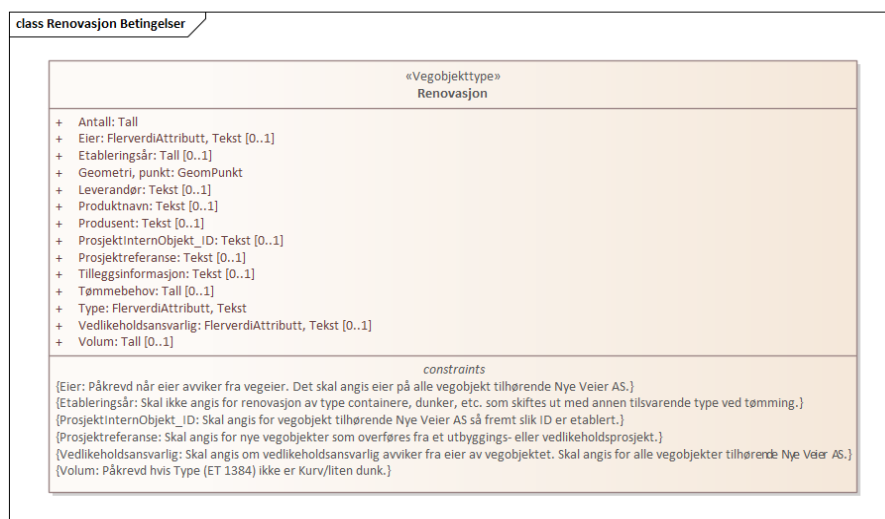 class Renovasjon Betingelser
«Vegobjekttype»
Renovasjon
+ Antall: Tall
+ Eier: FlerverdiAttributt, Tekst [0..1]
+ Etableringsår: Tall [0..1]
+ Geometri, punkt: GeomPunkt
+ Leverandør: Tekst [0..1]
+ Produktnavn: Tekst [0..1]
+ Produsent: Tekst [0..1]
+ ProsjektInternObjekt_ID: Tekst [0..1]
+ Prosjektreferanse: Tekst [0..1]
+ Tilleggsinformasjon: Tekst [0..1]
+ Tømmebehov: Tall [0..1]
+ Type: FlerverdiAttributt, Tekst
+ Vedlikeholdsansvarlig: FlerverdiAttributt, Tekst [0..1]
+ Volum: Tall [0..1]
constraints
{Eier: Påkrevd når eier avviker fra vegeier. Det skal angis eier på alle vegobjekt tilhørende Nye Veier AS.}
{Etableringsår: Skal ikke angis for renovasjon av type containere, dunker, etc. som skiftes ut med annen tilsvarende type ved tømming.}
{ProsjektInternObjekt_ID: Skal angis for vegobjekt tilhørende Nye Veier AS så fremt slik ID er etablert.}
{Prosjektreferanse: Skal angis for nye vegobjekter som overføres fra et utbyggings- eller vedlikeholdsprosjekt.}
{Vedlikeholdsansvarlig: Skal angis om vedlikeholdsansvarlig avviker fra eier av vegobjektet. Skal angis for alle vegobjekter tilhørende Nye Veier AS.}
{Volum: Påkrevd hvis Type (ET 1384) ikke er Kurv/liten dunk.}